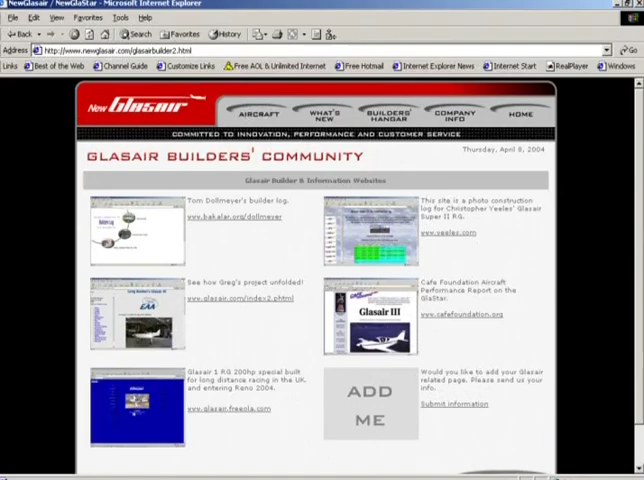 NewGlasair / NewGlaStar - Microsoft Internet Explorer
File Edit View Favorites Tools Help
Back Search Favorites History
Address http://www.newglasair.com/glasairbuilder2.html Go
Links Best of the Web Channel Guide Customize Links Free AOL & Unlimited Internet Free Hotmail Internet Explorer News Internet Start RealPlayer Windows
New Glasair
AIRCRAFT WHAT'S NEW BUILDERS' HANGAR COMPANY INFO HOME
COMMITTED TO INNOVATION, PERFORMANCE AND CUSTOMER SERVICE
GLASAIR BUILDERS' COMMUNITY
Thursday, April 8, 2004
Glasair Builder & Information Websites
Tom Dollmeyer's builder log.
www.bakalar.org/dollmeyer
This site is a photo construction
log for Christopher Yeeles' Glasair
Super II RG.
www.yeeles.com
See how Greg's project unfolded!
www.glasair.com/index2.phtml
EAA
Glasair III
Cafe Foundation Aircraft
Performance Report on the
GlaStar.
www.cafefoundation.org
Glasair 1 RG 200hp special built
for long distance racing in the UK.
and entering Reno 2004.
www.glasair.freeola.com
ADD
ME
Would you like to add your Glasair
related page. Please send us your
info.
Submit information